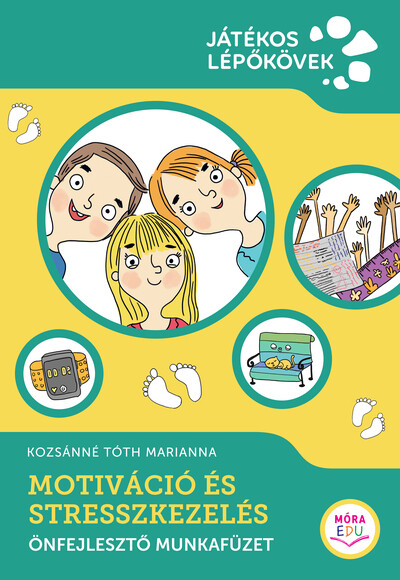 JÁTÉKOS
LÉPŐKÖVEK
KOZSÁNNÉ TÓTH MARIANNA
MOTIVÁCIÓ ÉS
STRESSZKEZELÉS
ÖNFEJLESZTŐ MUNKAFÜZET
MÓRA
EDU